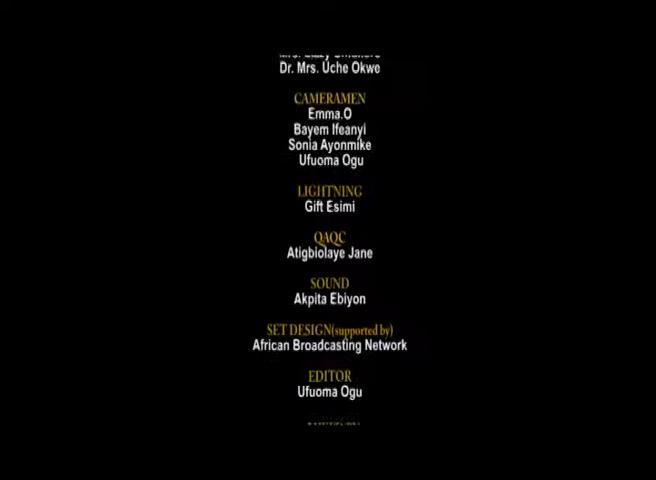 Dr. Mrs. Uche Okwe
CAMERAMEN
Emma.O
Bayem Ifeanyi
Sonia Ayonmike
Ufuoma Ogu
LIGHTNING
Gift Esimi
QAQC
Atigbiolaye Jane
SOUND
Akpita Ebiyon
SET DESIGN(supported by)
African Broadcasting Network
EDITOR
Ufuoma Ogu